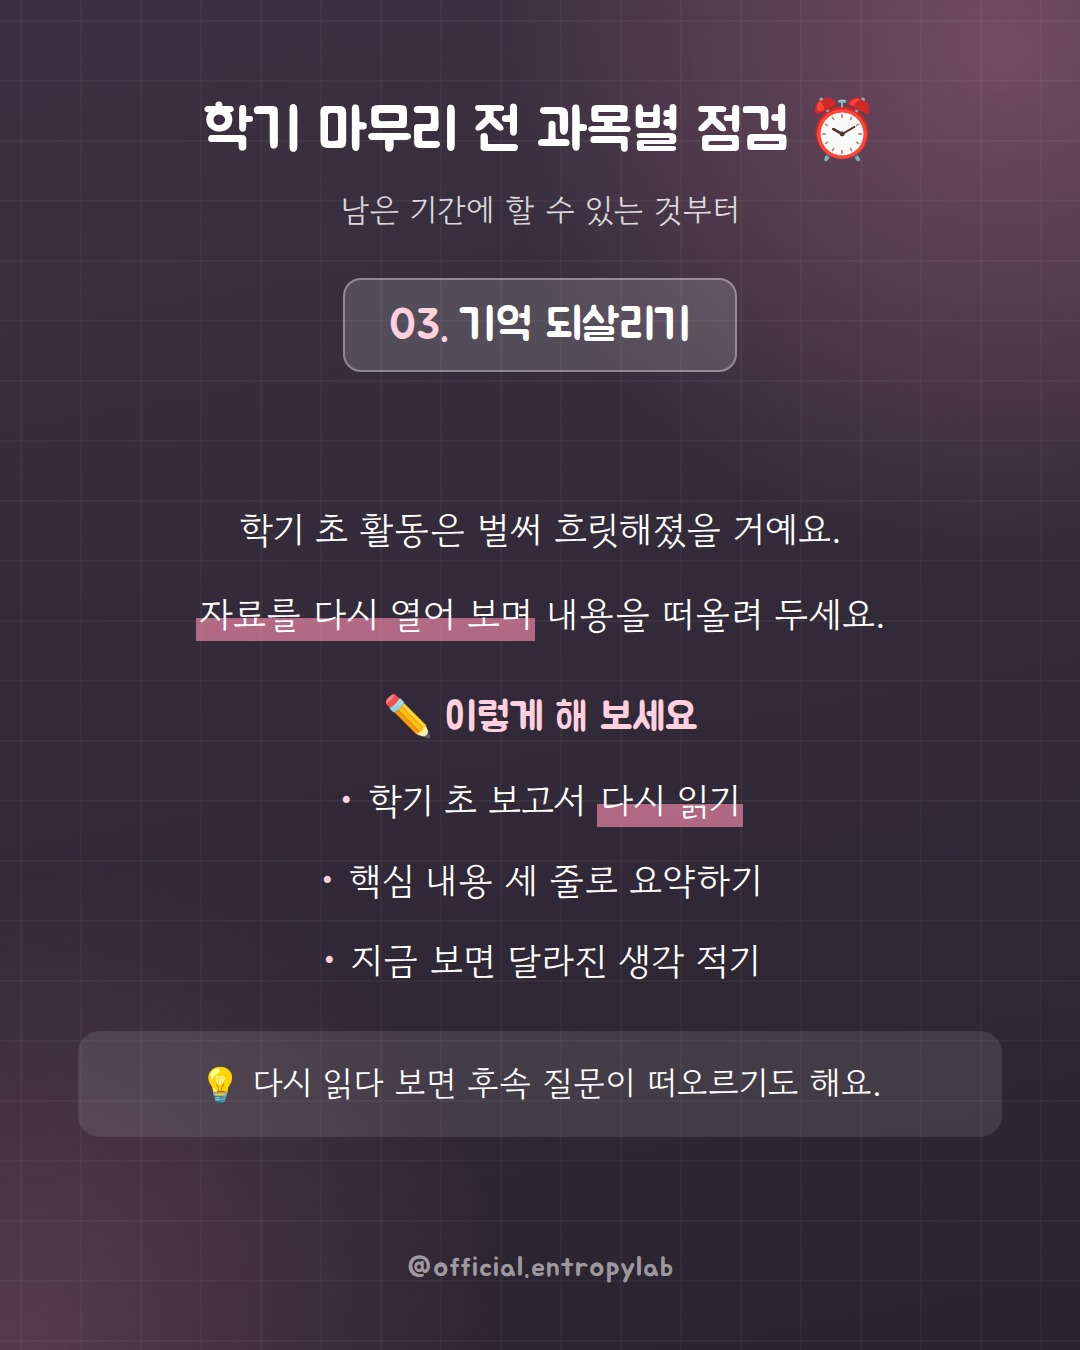 학기 마무리 전 과목별 점검 ⏰
남은 기간에 할 수 있는 것부터
03. 기억 되살리기
학기 초 활동은 벌써 흐릿해졌을 거예요.
자료를 다시 열어 보며 내용을 떠올려 두세요.
✏️ 이렇게 해 보세요
• 학기 초 보고서 다시 읽기
• 핵심 내용 세 줄로 요약하기
• 지금 보면 달라진 생각 적기
💡 다시 읽다 보면 후속 질문이 떠오르기도 해요.
@official.entropylab